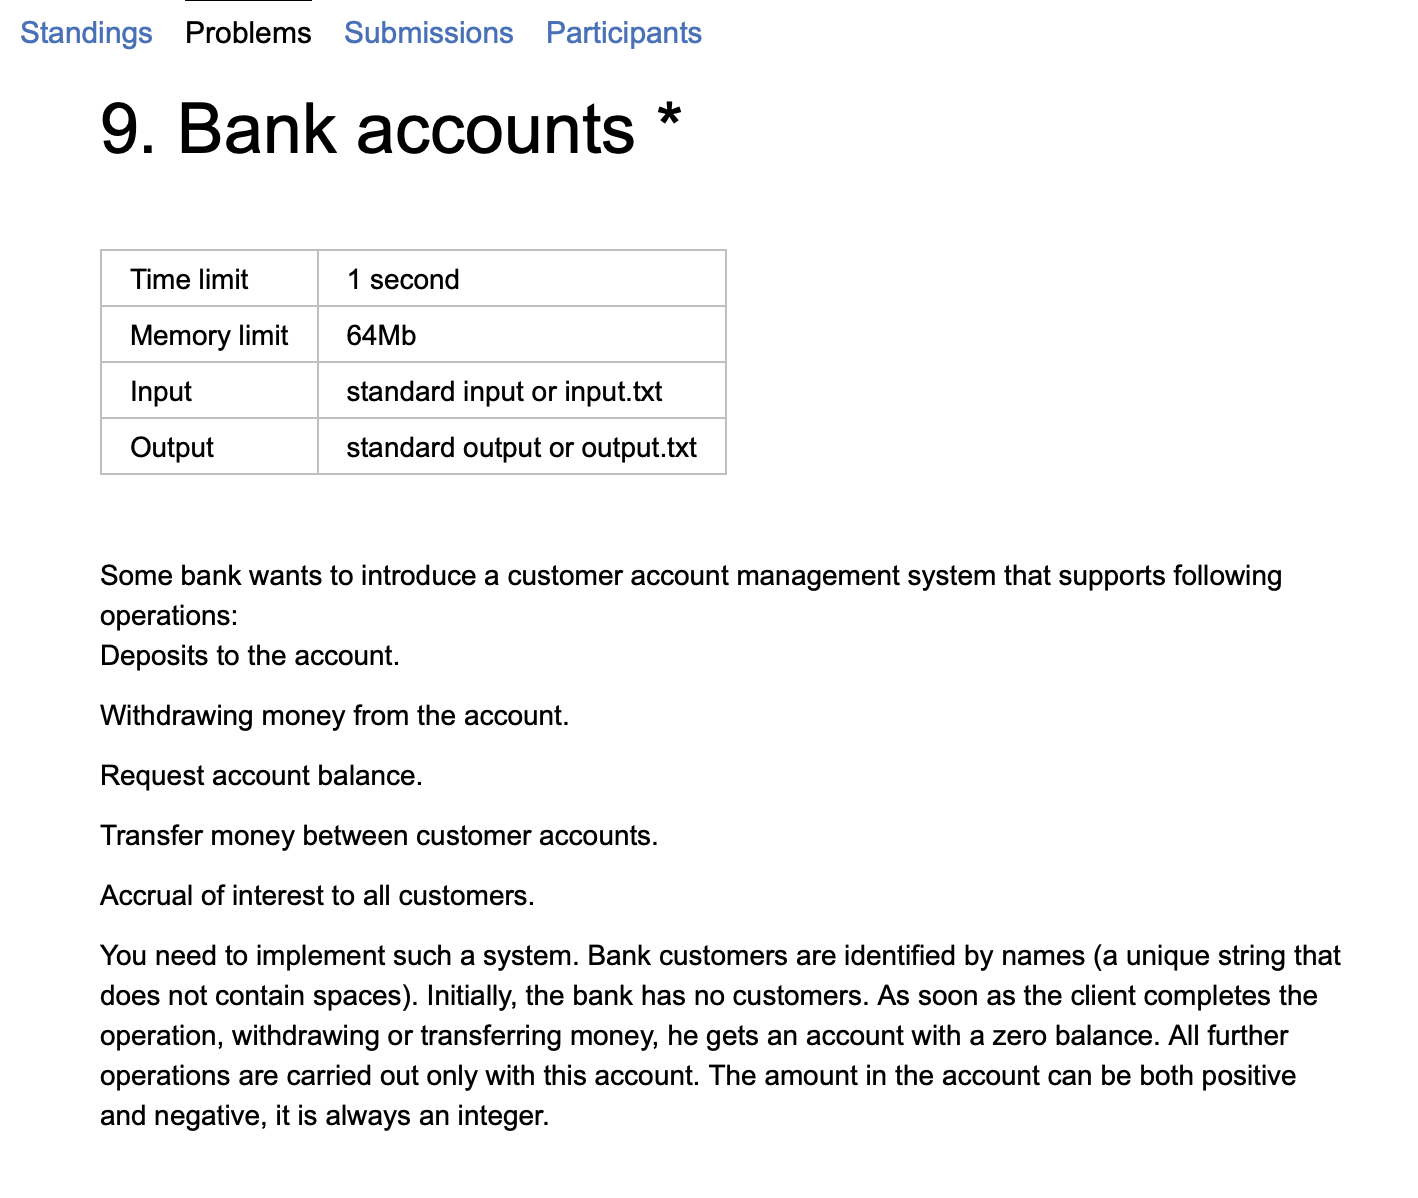 Standings Problems Submissions Participants
9. Bank accounts *
Time limit 1 second
Memory limit 64Mb
Input standard input or input.txt
Output standard output or output.txt
Some bank wants to introduce a customer account management system that supports following
operations:
Deposits to the account.
Withdrawing money from the account.
Request account balance.
Transfer money between customer accounts.
Accrual of interest to all customers.
You need to implement such a system. Bank customers are identified by names (a unique string that
does not contain spaces). Initially, the bank has no customers. As soon as the client completes the
operation, withdrawing or transferring money, he gets an account with a zero balance. All further
operations are carried out only with this account. The amount in the account can be both positive
and negative, it is always an integer.